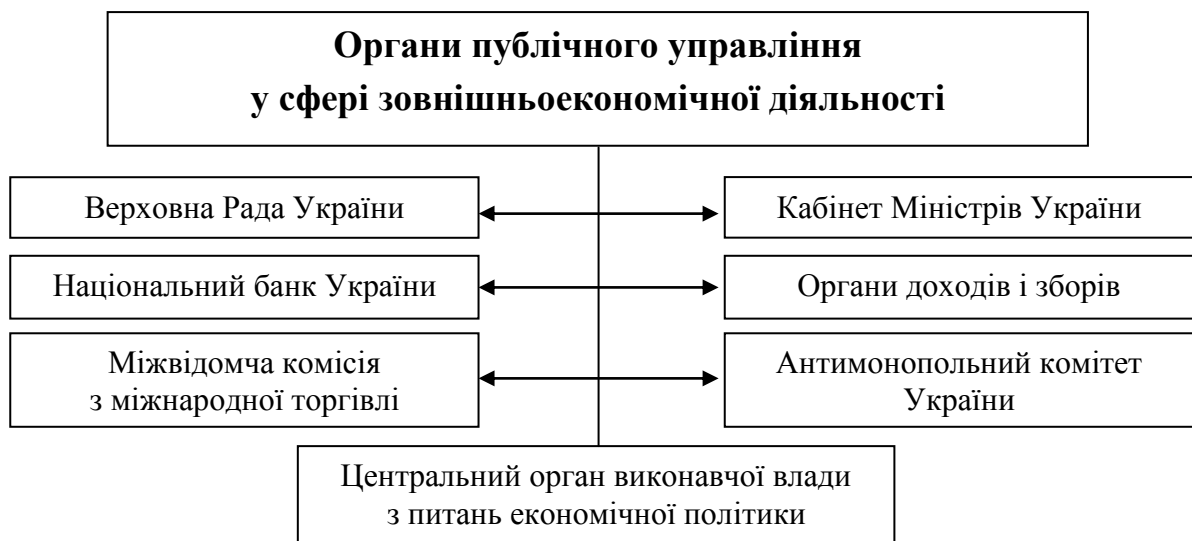 Органи публічного управління
у сфері зовнішньоекономічної діяльності
Верховна Рада України
Кабінет Міністрів України
Національний банк України
Органи доходів і зборів
Міжвідомча комісія
з міжнародної торгівлі
Антимонопольний комітет
України
Центральний орган виконавчої влади
з питань економічної політики